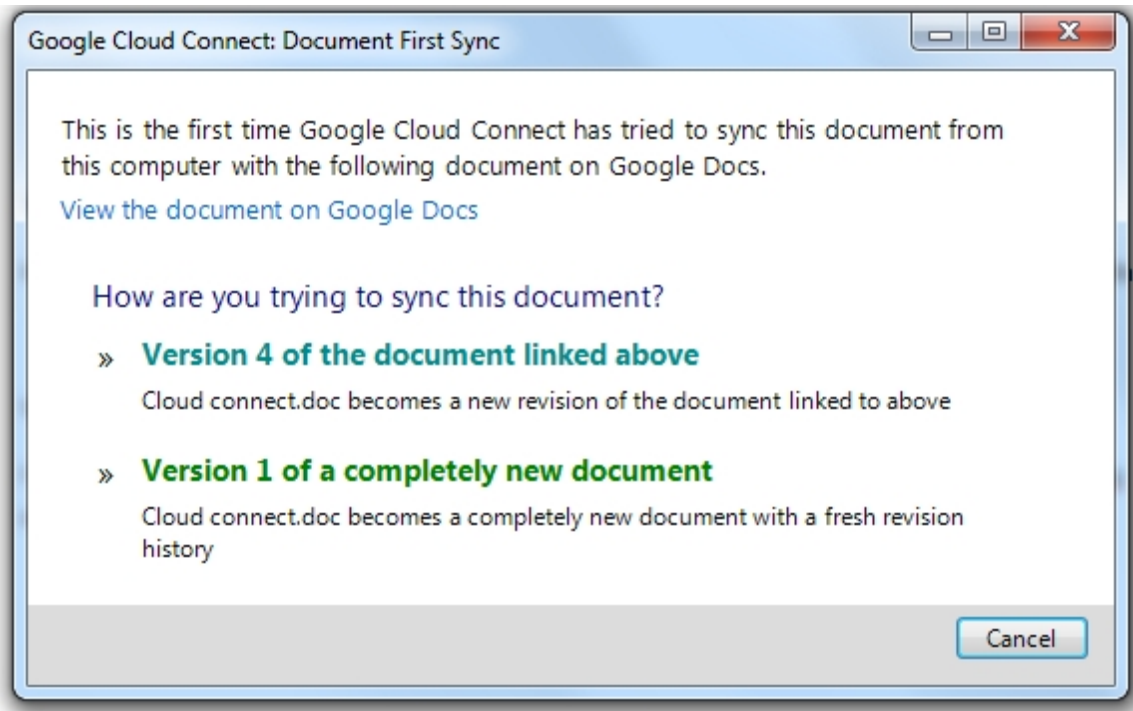 Google Cloud Connect: Document First Sync
This is the first time Google Cloud Connect has tried to sync this document from
this computer with the following document on Google Docs.
View the document on Google Docs
How are you trying to sync this document?
» Version 4 of the document linked above
Cloud connect.doc becomes a new revision of the document linked to above
» Version 1 of a completely new document
Cloud connect.doc becomes a completely new document with a fresh revision
history
Cancel